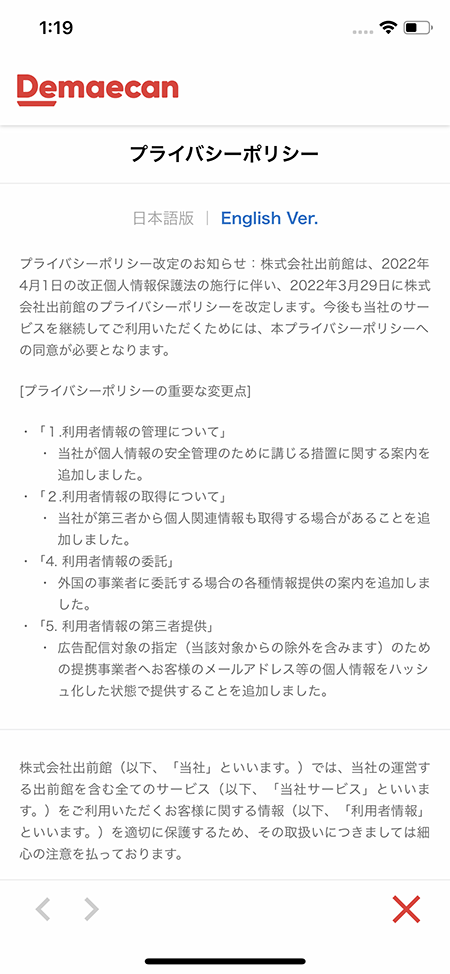 1:19
Demaecan
プライバシーポリシー
日本語版 | English Ver.
プライバシーポリシー改定のお知らせ：株式会社出前館は、2022年
4月1日の改正個人情報保護法の施行に伴い、2022年3月29日に株
式会社出前館のプライバシーポリシーを改定します。今後も当社のサー
ビスを継続してご利用いただくためには、本プライバシーポリシーへ
の同意が必要となります。
[プライバシーポリシーの重要な変更点]
・「１.利用者情報の管理について」
・ 当社が個人情報の安全管理のために講じる措置に関する案内を
追加しました。
・「２.利用者情報の取得について」
・ 当社が第三者から個人関連情報も取得する場合があることを追
加しました。
・「4. 利用者情報の委託」
・ 外国の事業者に委託する場合の各種情報提供の案内を追加しま
した。
・「5. 利用者情報の第三者提供」
・ 広告配信対象の指定（当該対象からの除外を含みます）のため
の提携事業者へお客様のメールアドレス等の個人情報をハッシ
ュ化した状態で提供することを追加しました。
株式会社出前館（以下、「当社」といいます。）では、当社の運営す
る出前館を含む全てのサービス（以下、「当社サービス」といいま
す。）をご利用いただくお客様に関する情報（以下、「利用者情報」
といいます。）を適切に保護するため、その取扱いにつきましては細
心の注意を払っております。